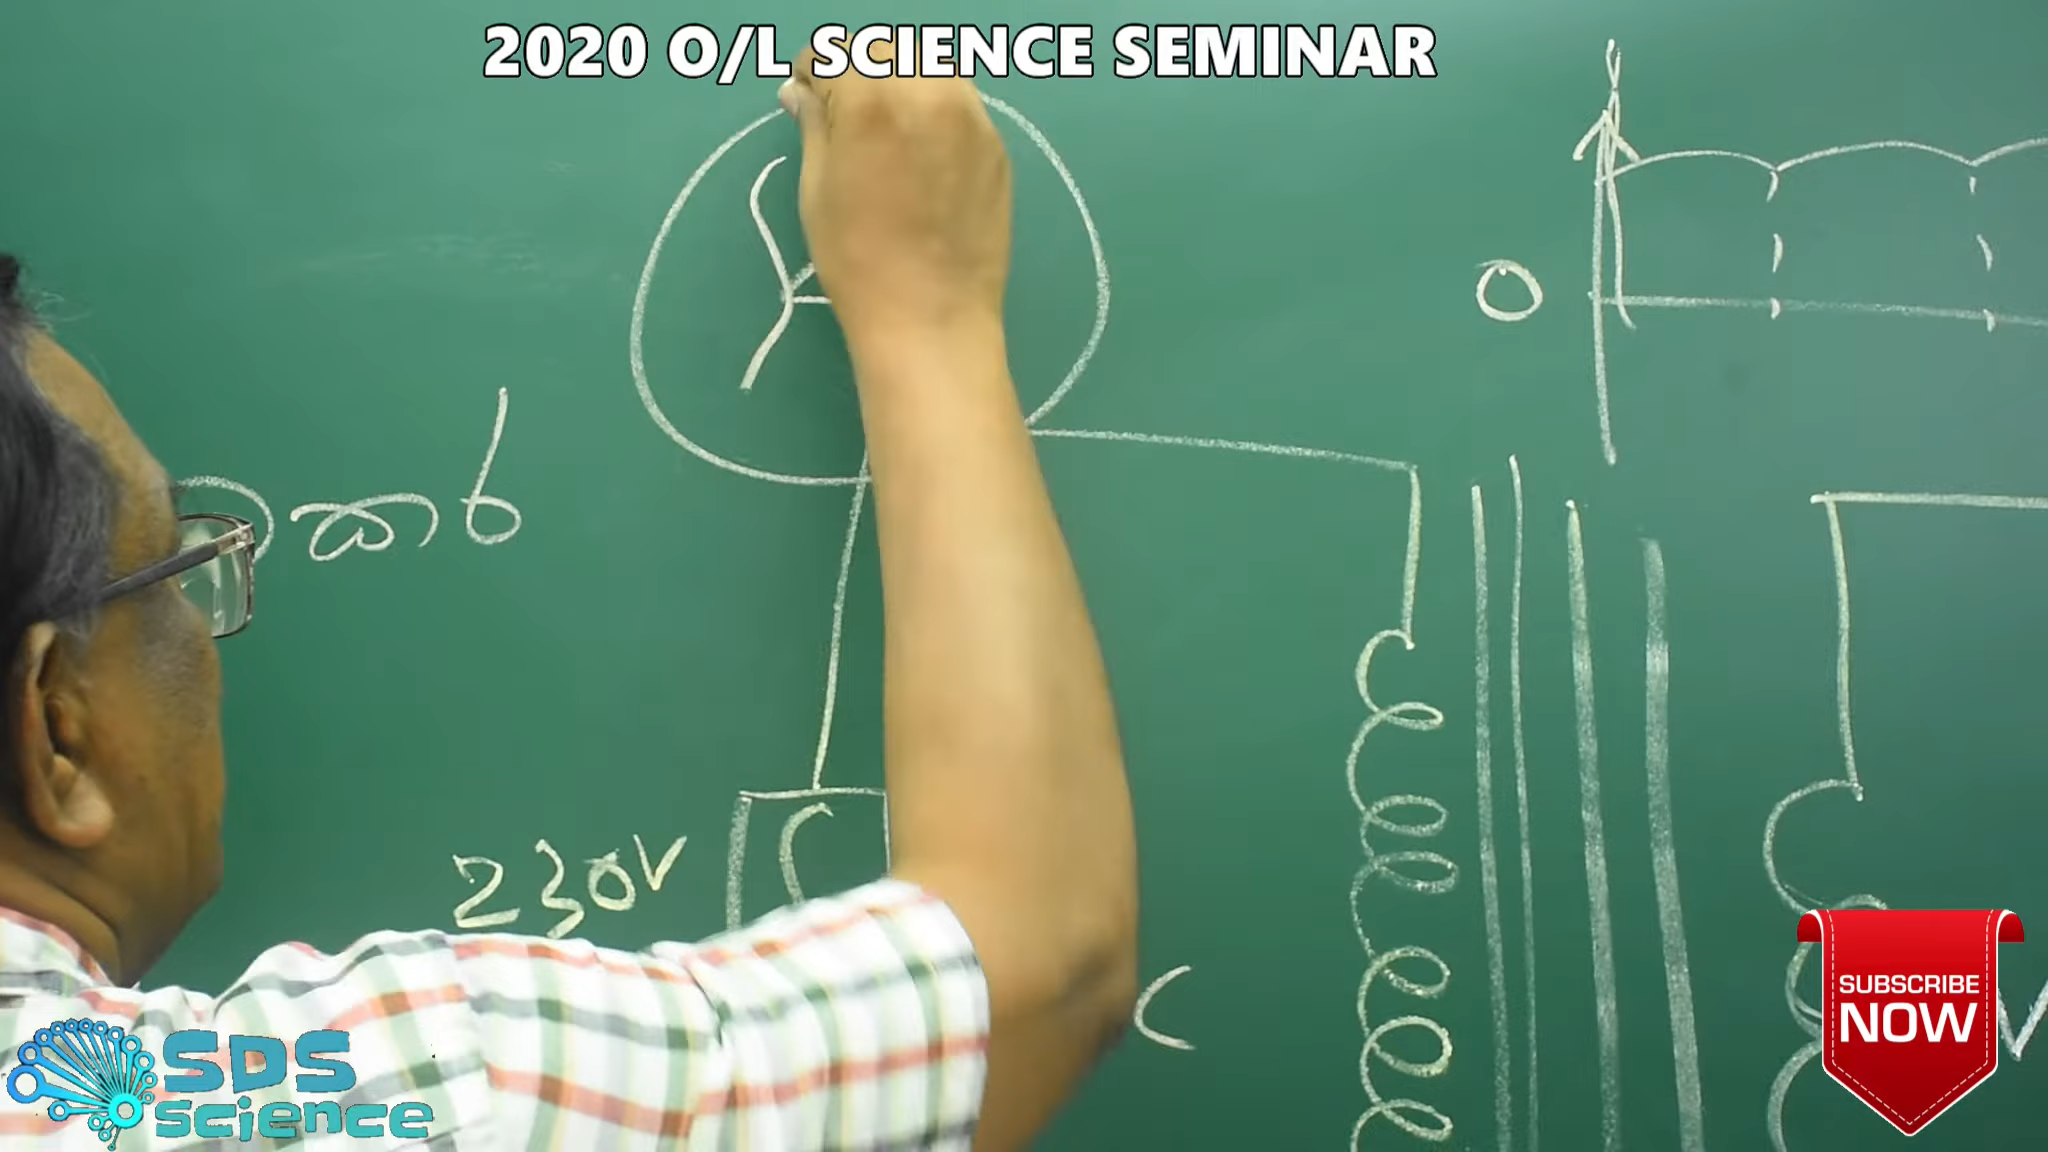 2020 O/L SCIENCE SEMINAR
O
230V
C
SUBSCRIBE
NOW
V
SDS
science